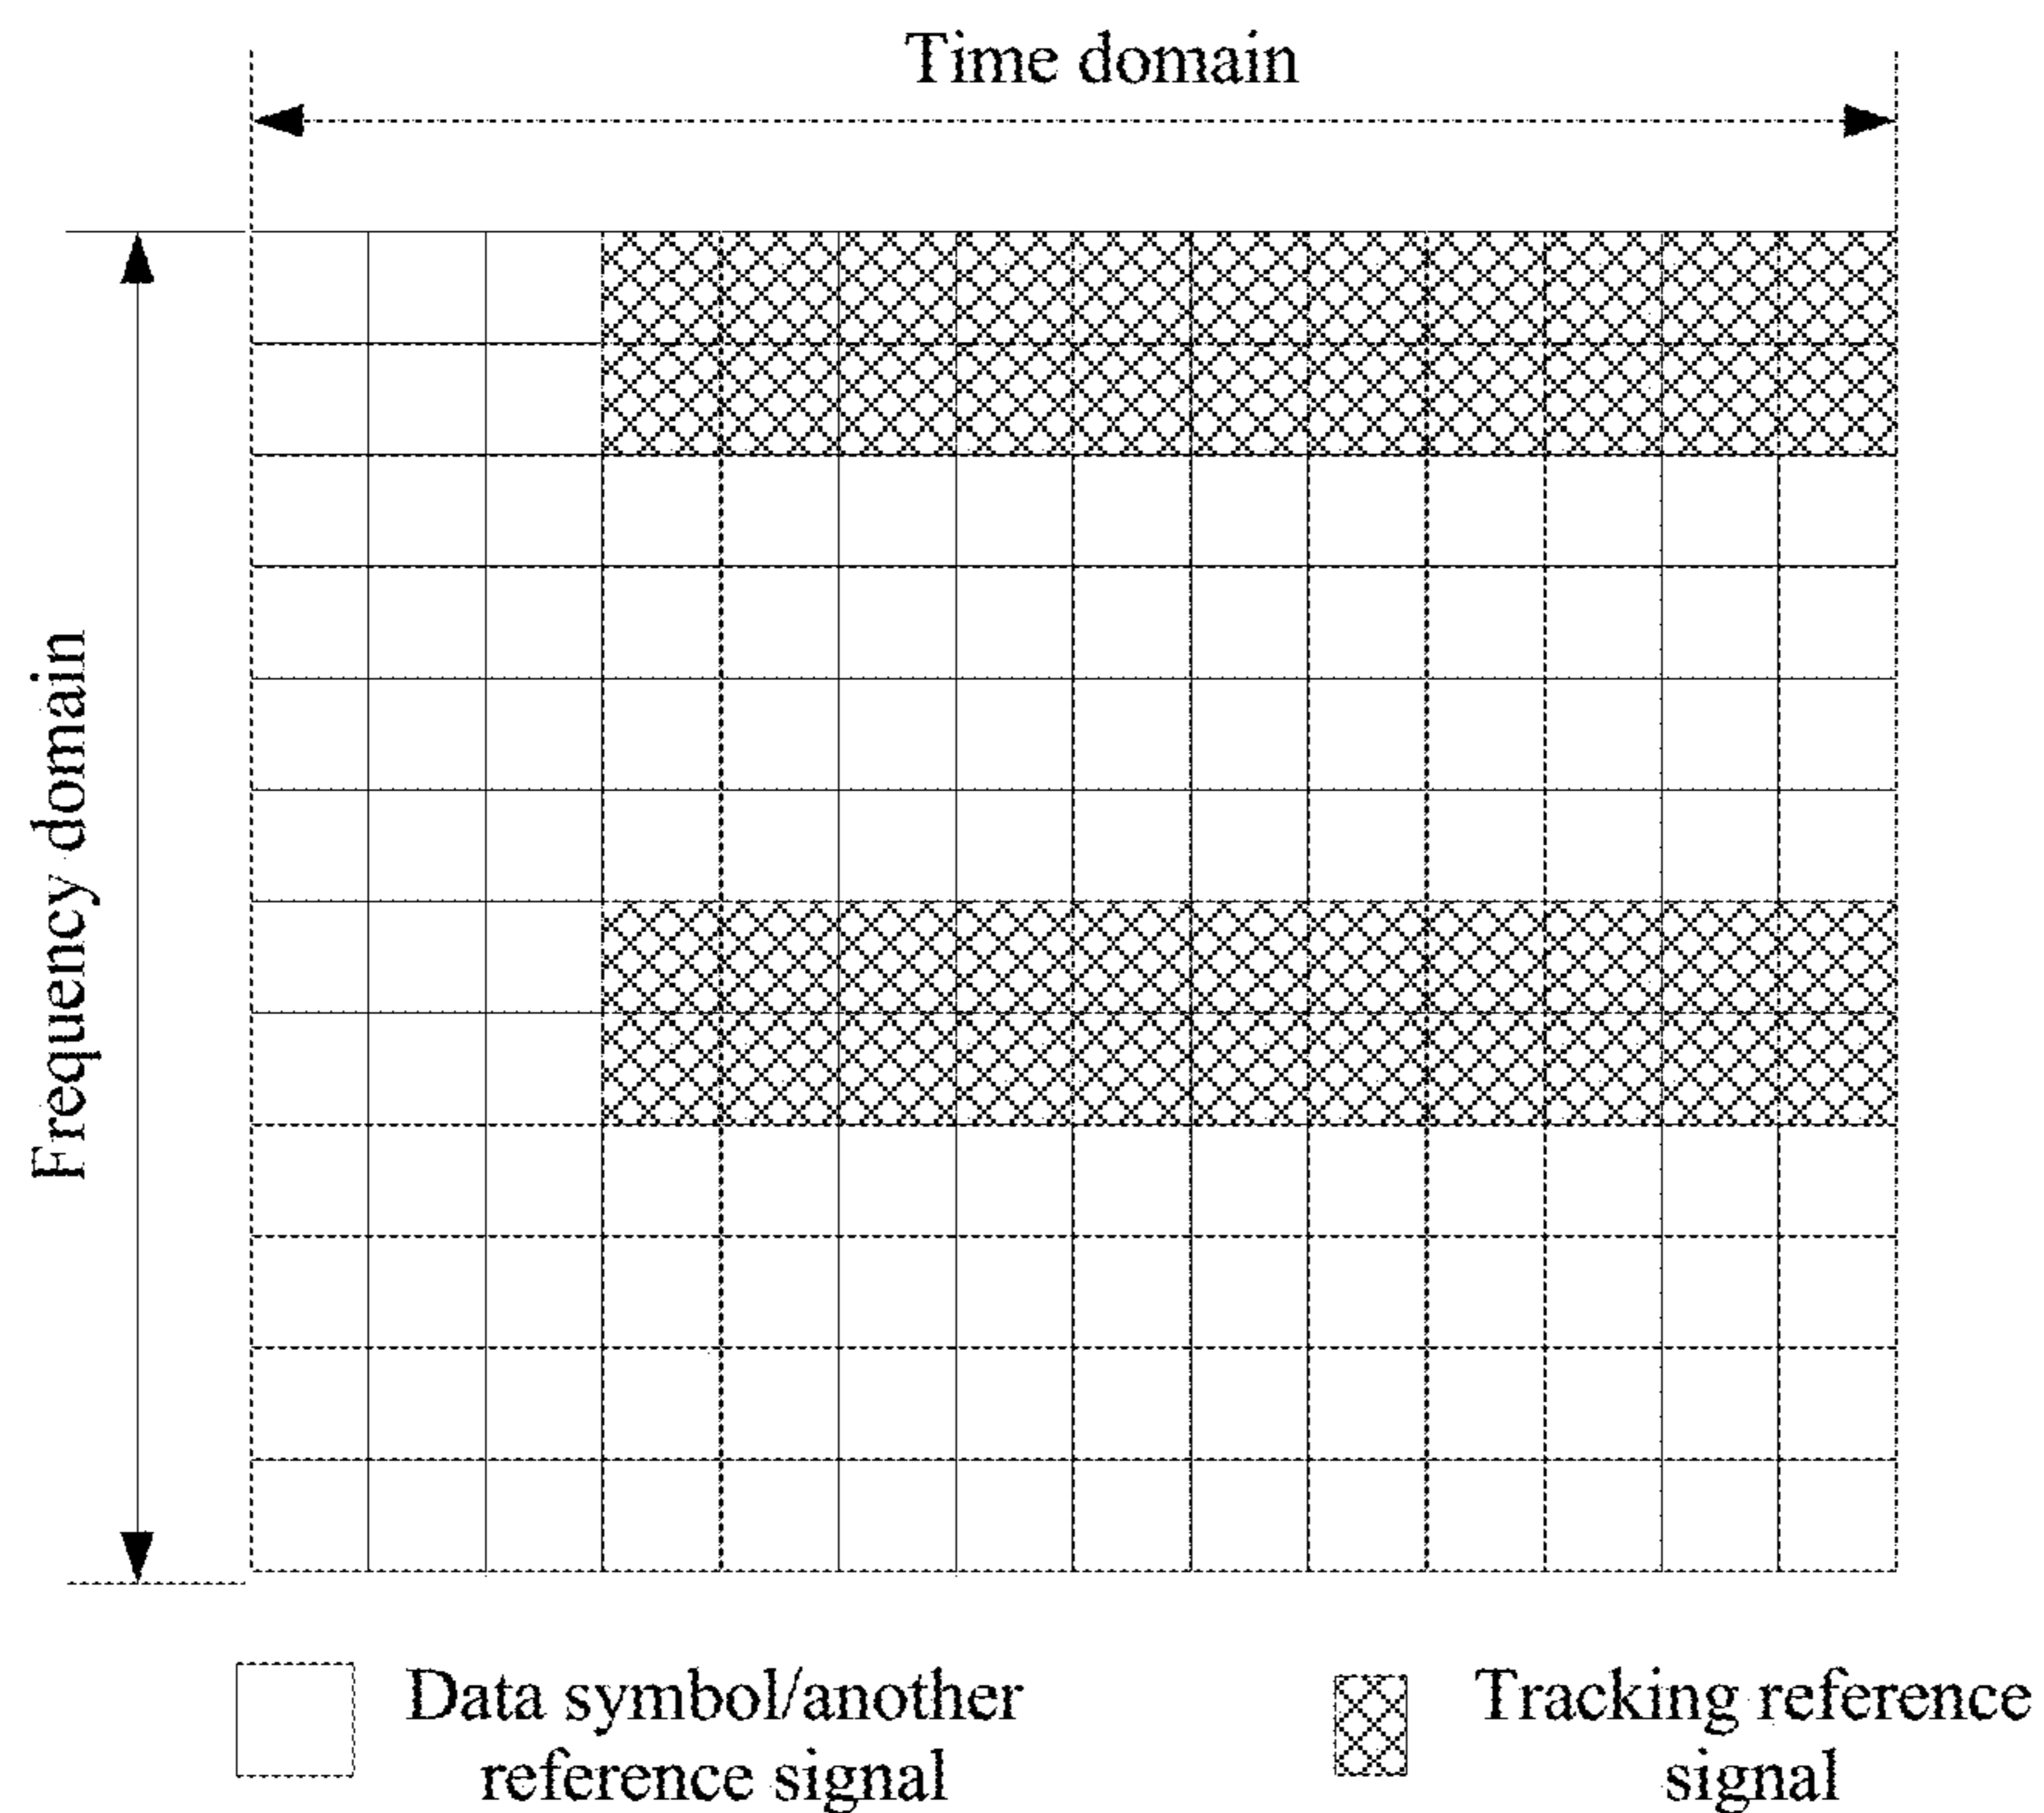 Time domain
Frequency domain
Data symbol/another
reference signal
Tracking reference
signal